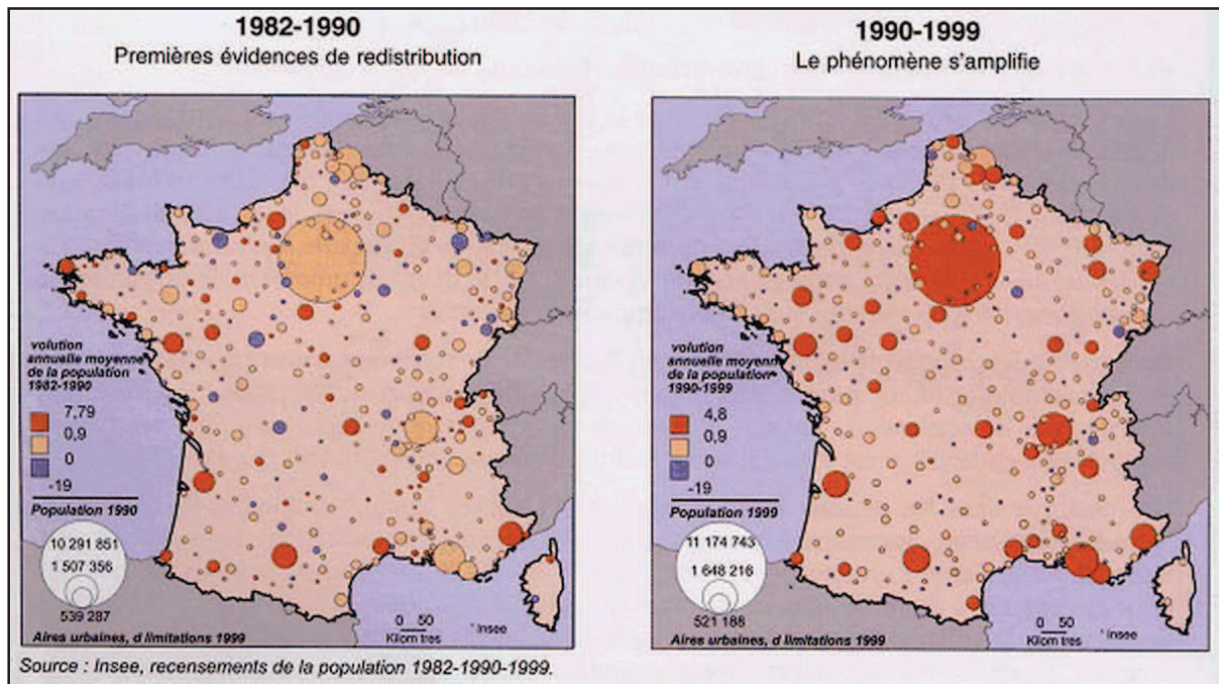 1982-1990
Premières évidences de redistribution
volution
annuelle moyenne
de la population
1982-1990
7,79
0,9
0
-19
Population 1990
10 291 851
1 507 356
539 287
Aires urbaines, d limitations 1999
0 50
Kilom tres
' Insee
1990-1999
Le phénomène s'amplifie
volution
annuelle moyenne
de la population
1990-1999
4,8
0,9
0
-19
Population 1999
11 174 743
1 648 216
521 188
Aires urbaines, d limitations 1999
0 50
Kilom tres
' Insee
Source : Insee, recensements de la population 1982-1990-1999.